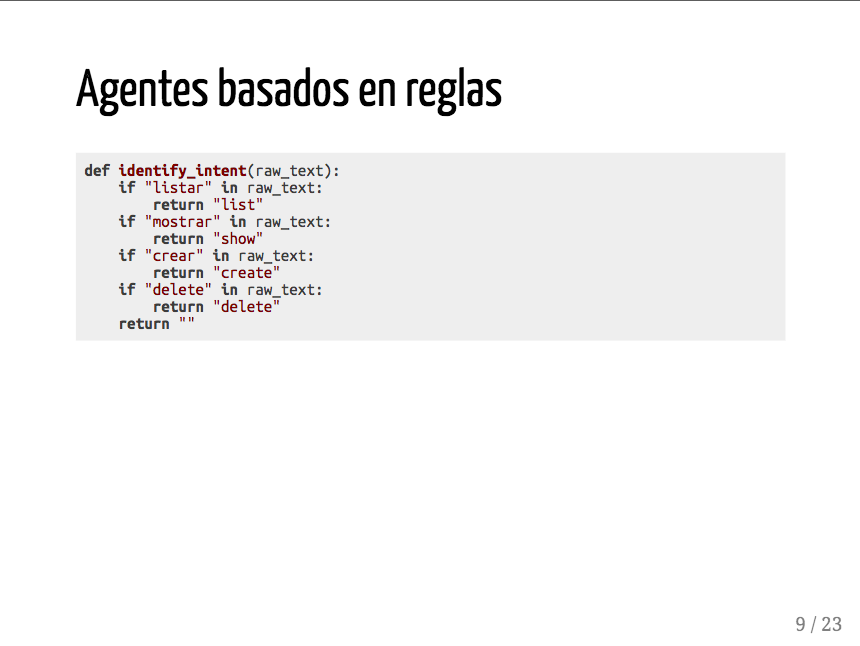 Agentes basados en reglas
def identify_intent(raw_text):
    if "listar" in raw_text:
        return "list"
    if "mostrar" in raw_text:
        return "show"
    if "crear" in raw_text:
        return "create"
    if "delete" in raw_text:
        return "delete"
    return ""
9 / 23